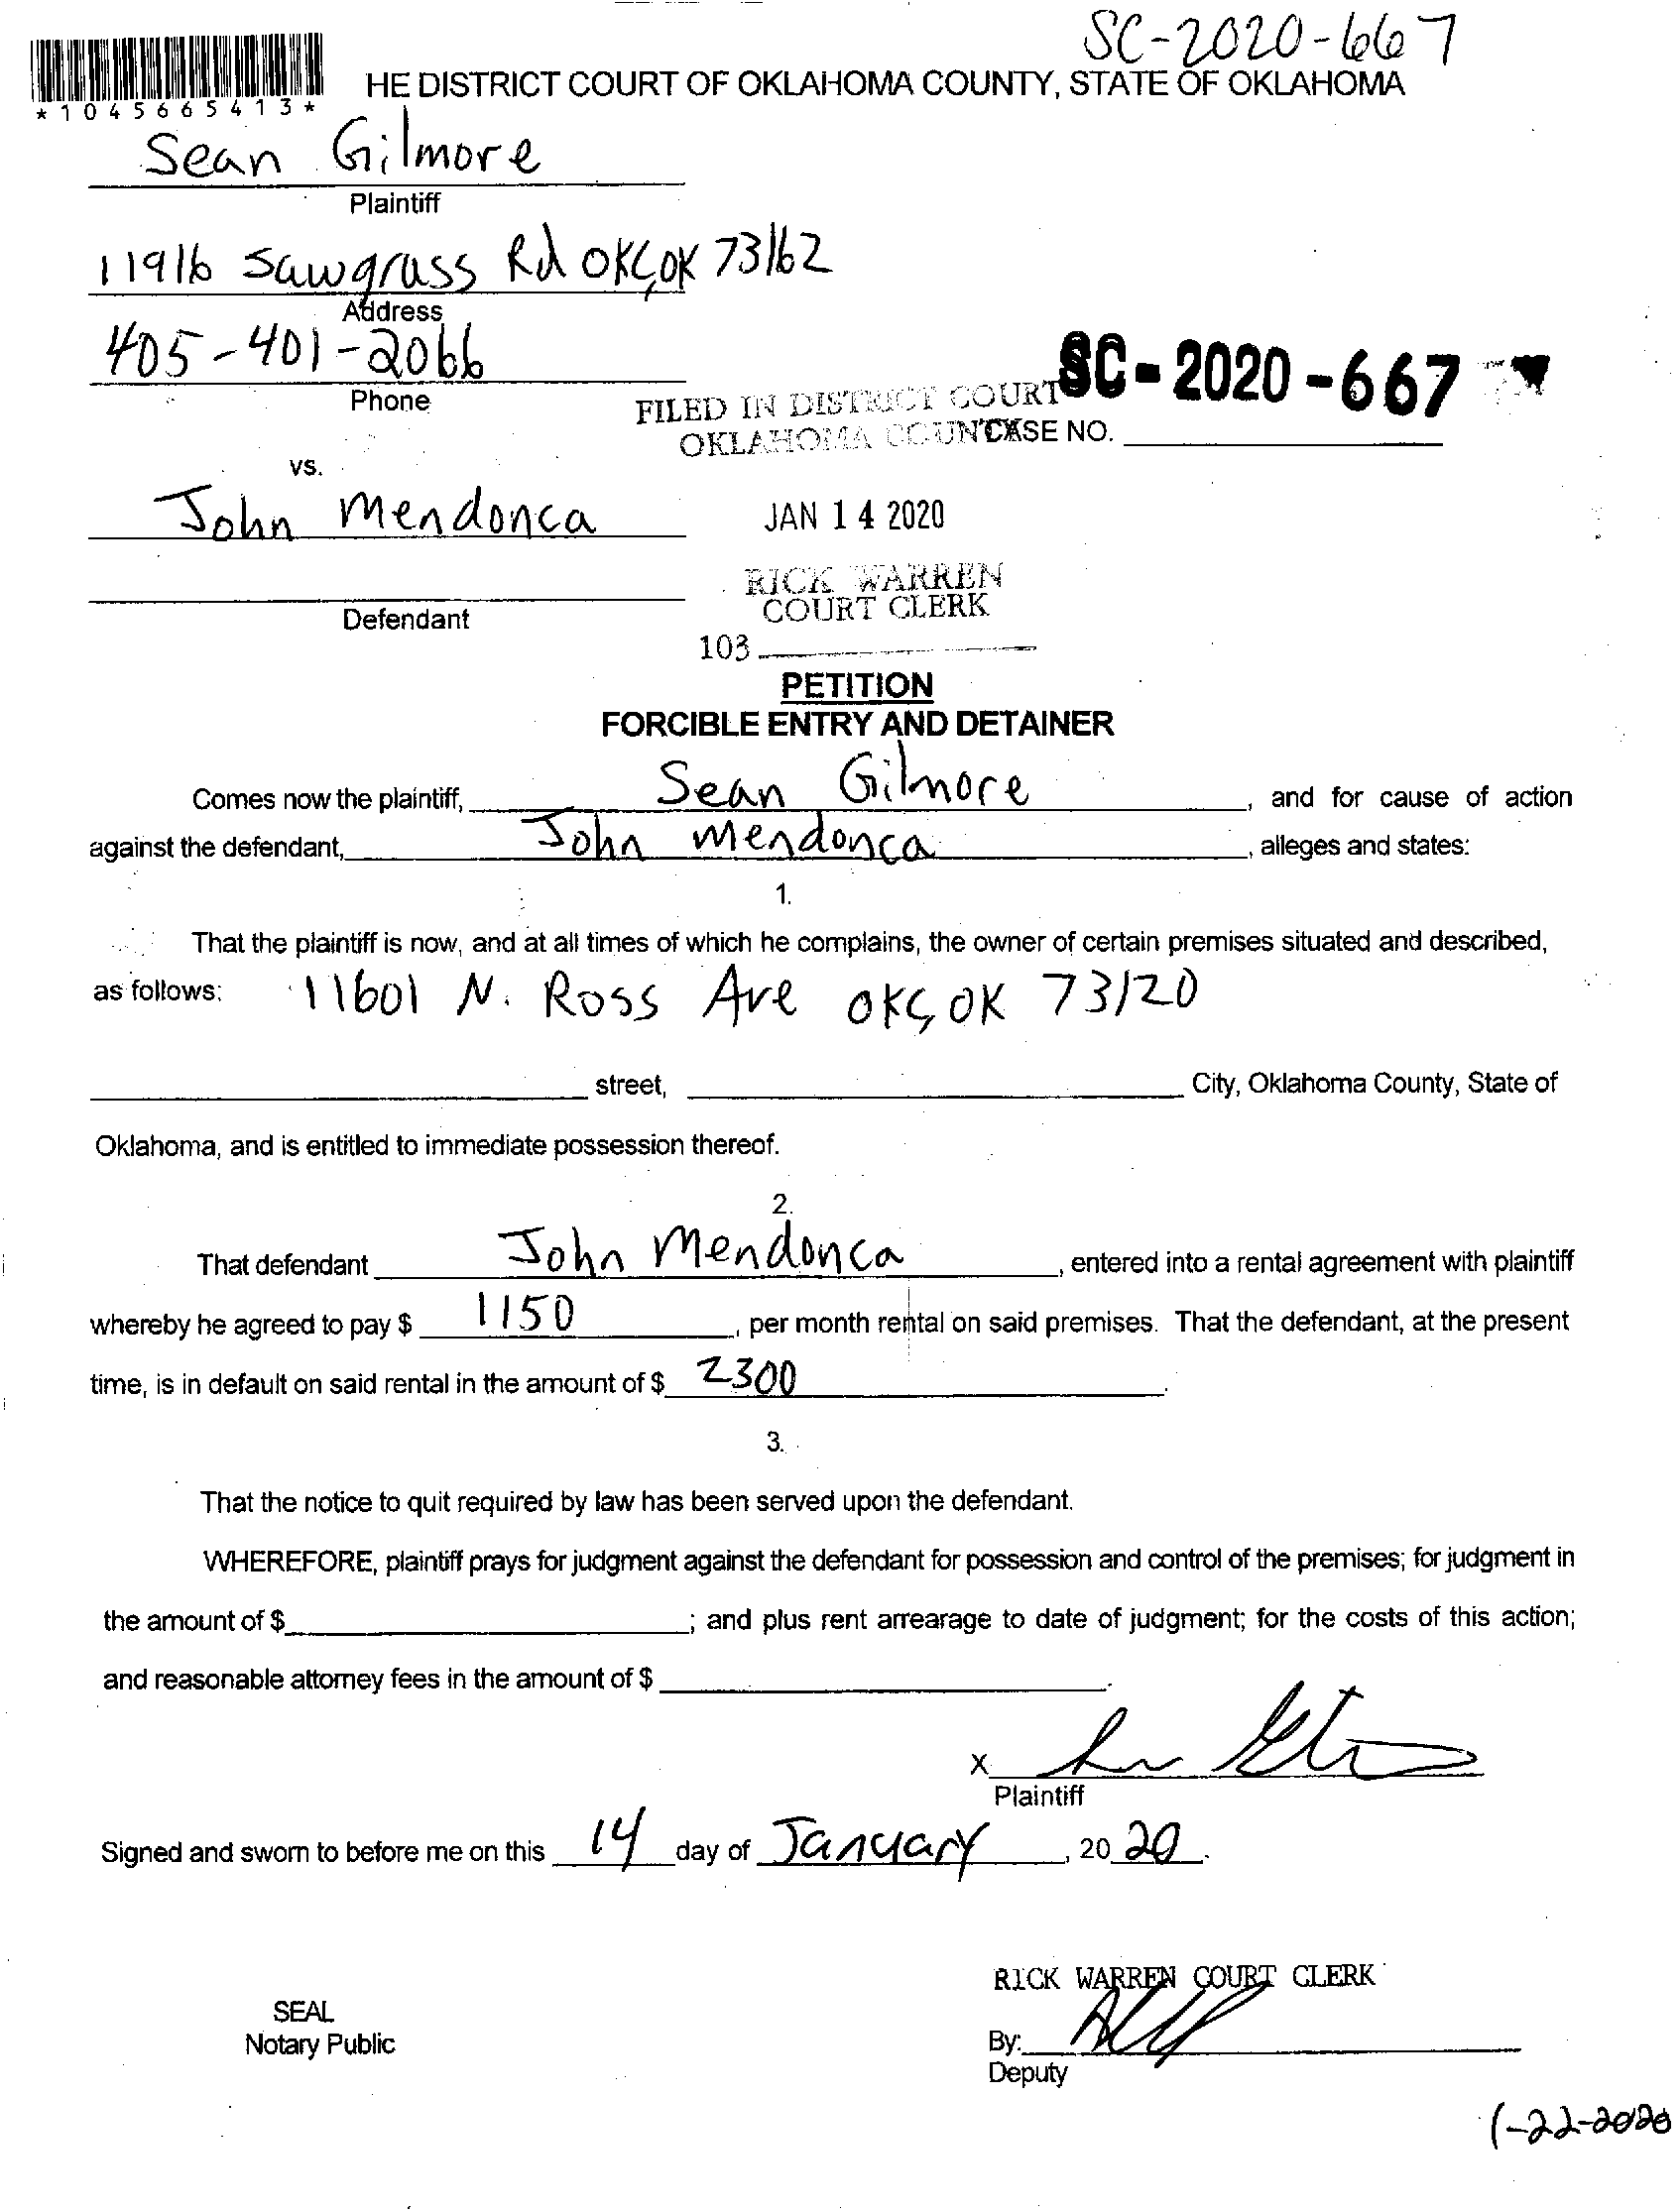 SC-2020-667
HE DISTRICT COURT OF OKLAHOMA COUNTY, STATE OF OKLAHOMA
*1045665413*
Sean Gilmore
Plaintiff
11916 Sawgrass Rd OKC, OK 73162
Address
405-401-2066
Phone
SC-2020-667
FILED IN DISTRICT COURT
OKLAHOMA COUNTY
CASE NO.
vs.
John Mendonca
JAN 14 2020
RICK WARREN
COURT CLERK
Defendant
103
PETITION
FORCIBLE ENTRY AND DETAINER
Comes now the plaintiff, Sean Gilmore, and for cause of action
against the defendant, John Mendonca, alleges and states:
1.
That the plaintiff is now, and at all times of which he complains, the owner of certain premises situated and described,
as follows: 11601 N. Ross Ave OKC, OK 73120
street, City, Oklahoma County, State of
Oklahoma, and is entitled to immediate possession thereof.
2.
That defendant John Mendonca, entered into a rental agreement with plaintiff
whereby he agreed to pay $ 1150, per month rental on said premises. That the defendant, at the present
time, is in default on said rental in the amount of $ 2300.
3.
That the notice to quit required by law has been served upon the defendant.
WHEREFORE, plaintiff prays for judgment against the defendant for possession and control of the premises; for judgment in
the amount of $ ; and plus rent arrearage to date of judgment; for the costs of this action;
and reasonable attorney fees in the amount of $ .
X
Plaintiff
Signed and sworn to before me on this 14 day of January, 20 20.
RICK WARREN COURT CLERK
SEAL
Notary Public
By:
Deputy
1-22-2020